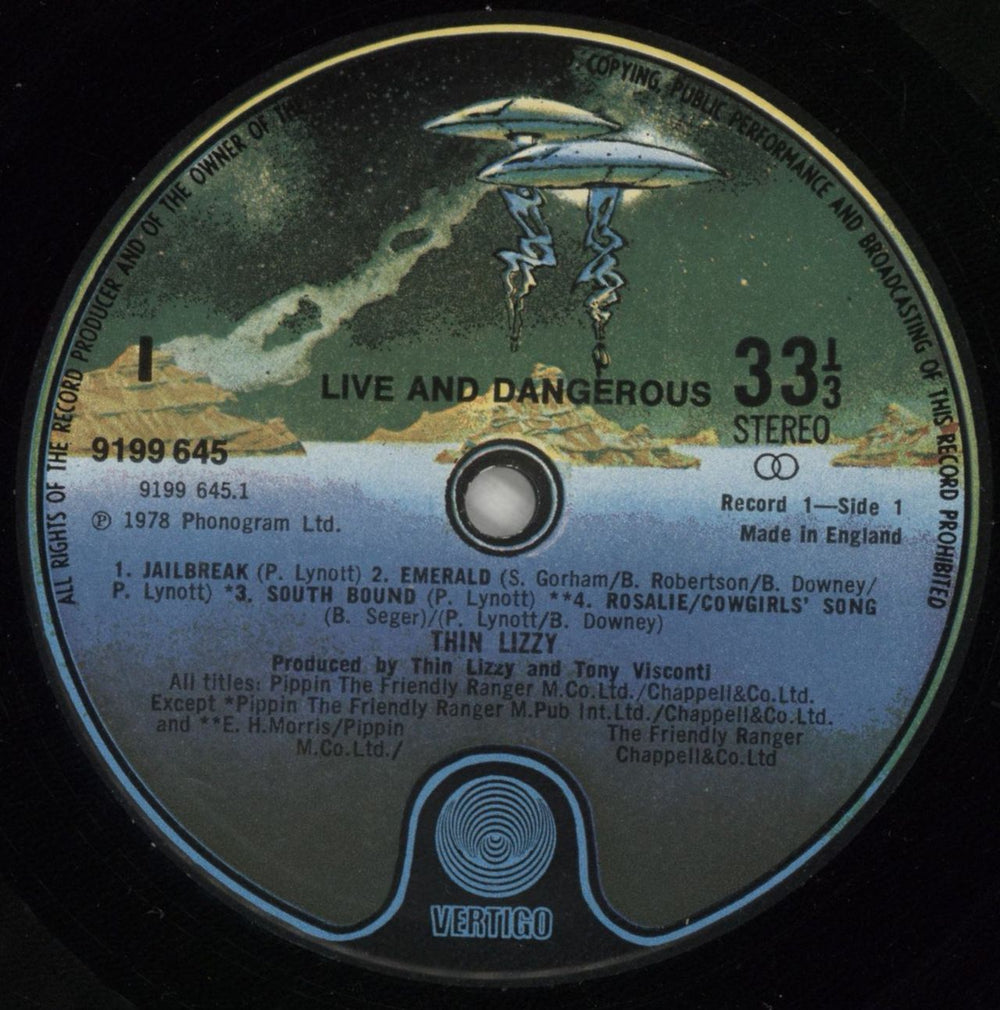 ALL RIGHTS OF THE RECORD PRODUCER AND OF THE OWNER OF THE
COPYING, PUBLIC PERFORMANCE AND BROADCASTING OF THIS RECORD PROHIBITED
I
LIVE AND DANGEROUS
33⅓
STEREO
9199 645
9199 645.1
℗ 1978 Phonogram Ltd.
Record 1—Side 1
Made in England
1. JAILBREAK (P. Lynott) 2. EMERALD (S. Gorham/B. Robertson/B. Downey/
P. Lynott) *3. SOUTH BOUND (P. Lynott) **4. ROSALIE/COWGIRLS' SONG
(B. Seger)/(P. Lynott/B. Downey)
THIN LIZZY
Produced by Thin Lizzy and Tony Visconti
All titles: Pippin The Friendly Ranger M.Co.Ltd./Chappell&Co.Ltd.
Except *Pippin The Friendly Ranger M.Pub Int.Ltd./Chappell&Co.Ltd.
and **E. H.Morris/Pippin The Friendly Ranger
M.Co.Ltd./ Chappell&Co.Ltd
VERTIGO